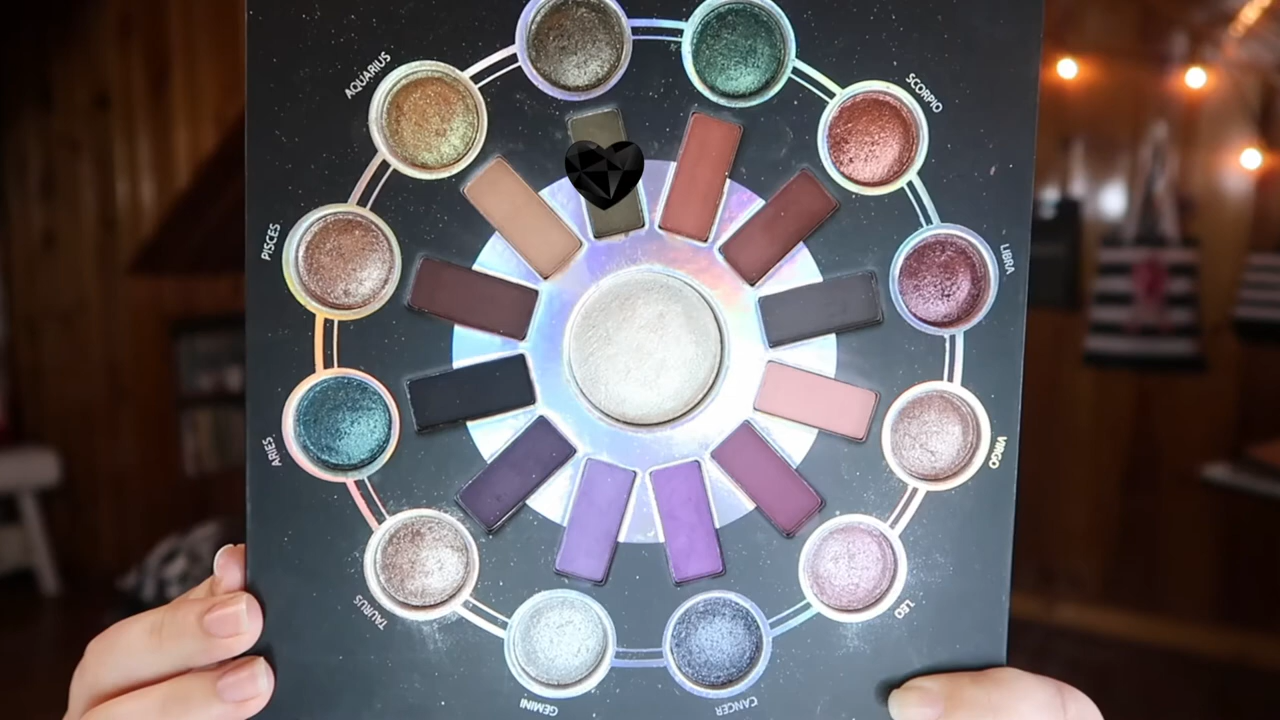 AQUARIUS
SCORPIO
PISCES
LIBRA
ARIES
VIRGO
TAURUS
LEO
GEMINI
CANCER